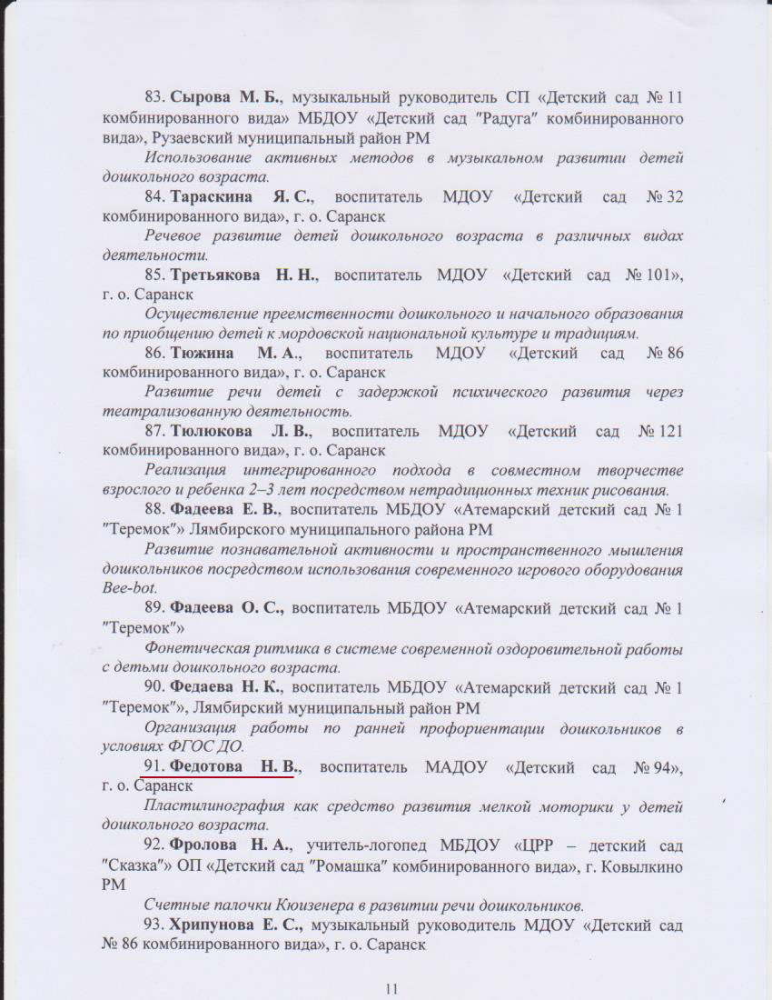 83. Сырова М. Б., музыкальный руководитель СП «Детский сад № 11
комбинированного вида» МБДОУ «Детский сад "Радуга" комбинированного
вида», Рузаевский муниципальный район РМ
Использование активных методов в музыкальном развитии детей
дошкольного возраста.
84. Тараскина Я. С., воспитатель МДОУ «Детский сад № 32
комбинированного вида», г. о. Саранск
Речевое развитие детей дошкольного возраста в различных видах
деятельности.
85. Третьякова Н. Н., воспитатель МДОУ «Детский сад № 101»,
г. о. Саранск
Осуществление преемственности дошкольного и начального образования
по приобщению детей к мордовской национальной культуре и традициям.
86. Тюжина М. А., воспитатель МДОУ «Детский сад № 86
комбинированного вида», г. о. Саранск
Развитие речи детей с задержкой психического развития через
театрализованную деятельность.
87. Тюлюкова Л. В., воспитатель МДОУ «Детский сад № 121
комбинированного вида», г. о. Саранск
Реализация интегрированного подхода в совместном творчестве
взрослого и ребенка 2–3 лет посредством нетрадиционных техник рисования.
88. Фадеева Е. В., воспитатель МБДОУ «Атемарский детский сад № 1
"Теремок"» Лямбирского муниципального района РМ
Развитие познавательной активности и пространственного мышления
дошкольников посредством использования современного игрового оборудования
Bee-bot.
89. Фадеева О. С., воспитатель МБДОУ «Атемарский детский сад № 1
"Теремок"»
Фонетическая ритмика в системе современной оздоровительной работы
с детьми дошкольного возраста.
90. Федаева Н. К., воспитатель МБДОУ «Атемарский детский сад № 1
"Теремок"», Лямбирский муниципальный район РМ
Организация работы по ранней профориентации дошкольников в
условиях ФГОС ДО.
91. Федотова Н. В., воспитатель МАДОУ «Детский сад № 94»,
г. о. Саранск
Пластилинография как средство развития мелкой моторики у детей
дошкольного возраста.
92. Фролова Н. А., учитель-логопед МБДОУ «ЦРР – детский сад
"Сказка"» ОП «Детский сад "Ромашка" комбинированного вида», г. Ковылкино
РМ
Счетные палочки Кюизенера в развитии речи дошкольников.
93. Хрипунова Е. С., музыкальный руководитель МДОУ «Детский сад
№ 86 комбинированного вида», г. о. Саранск
11